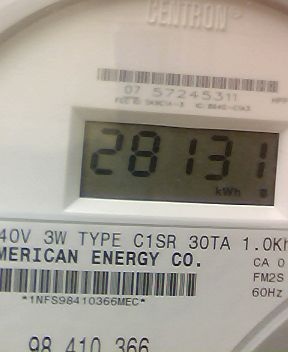 CENTRON®
07 57245311
28131
kWh
40V 3W TYPE C1SR 30TA 1.0Kh
MERICAN ENERGY CO.
CA 0
FM2S
*1NFS98410366MEC*
60Hz
98 410 366